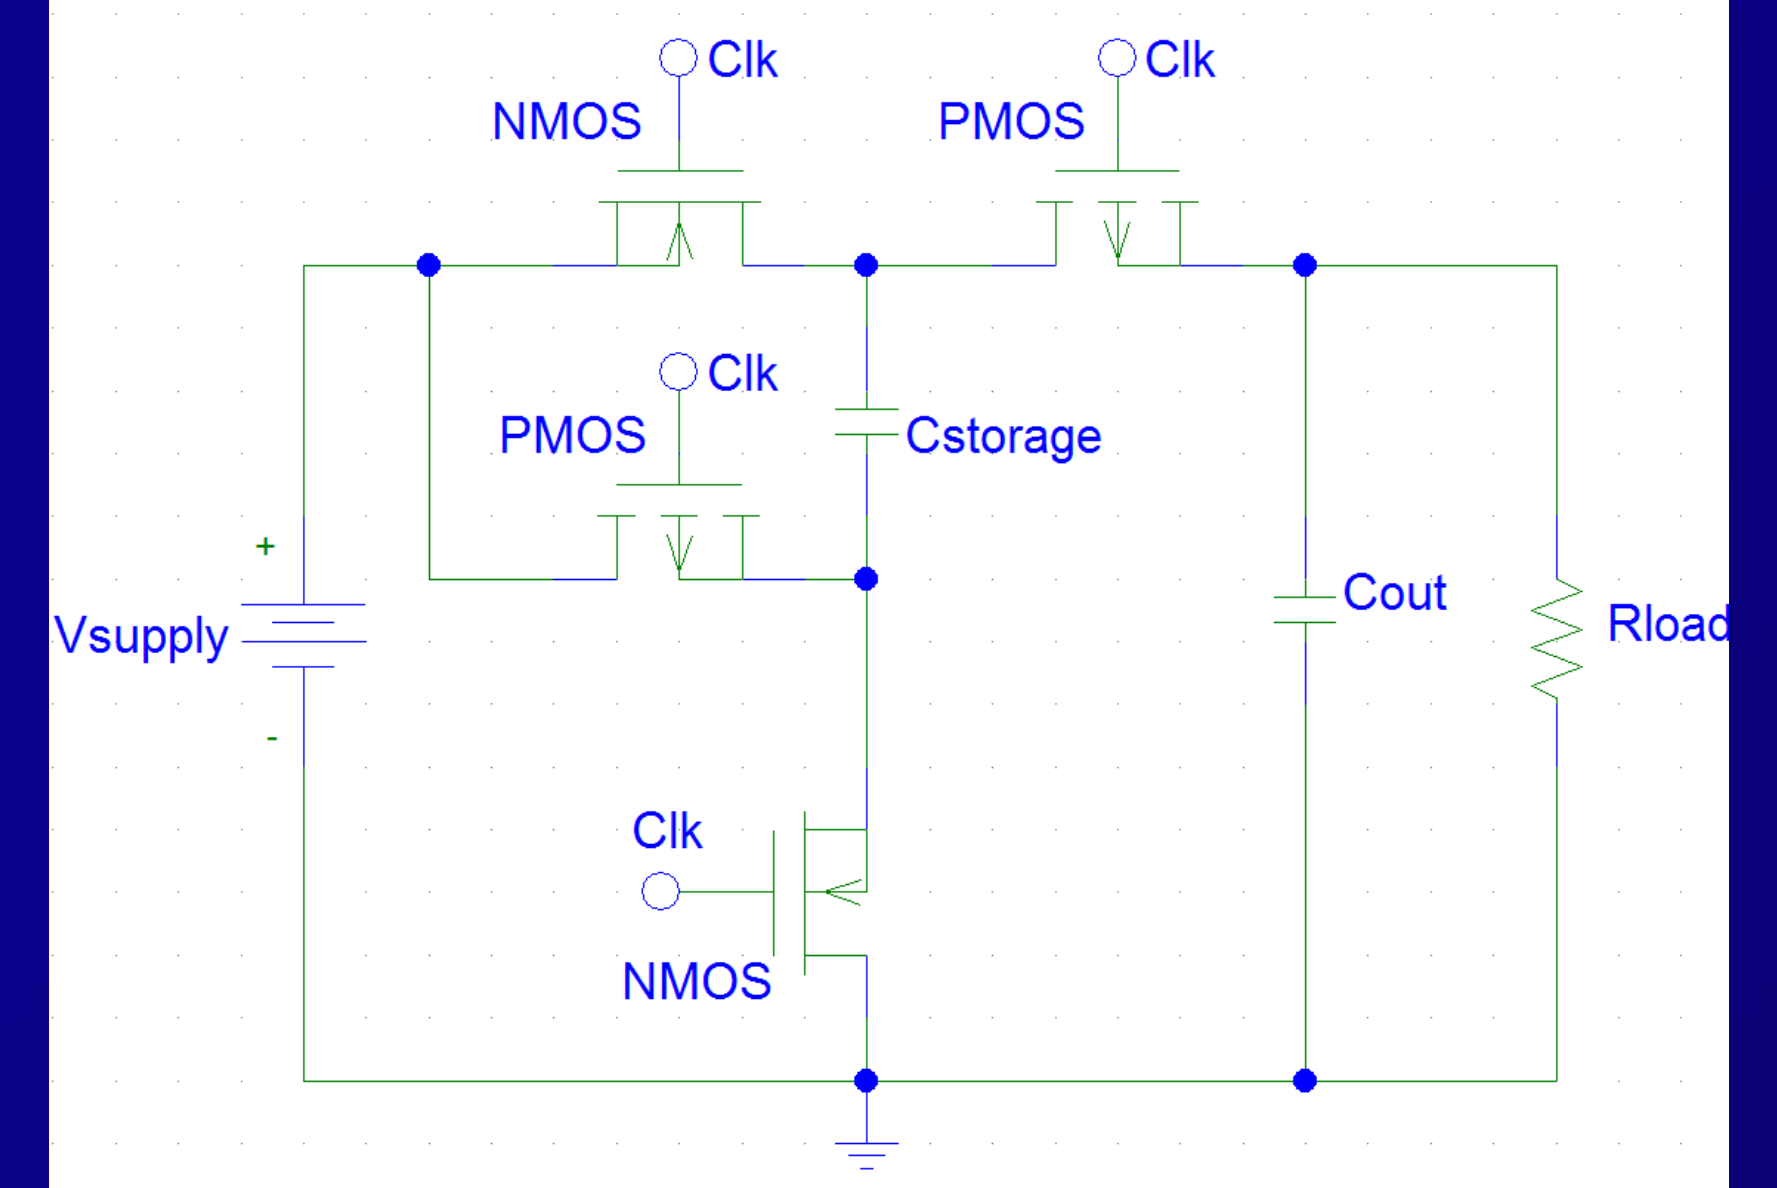 Clk
Clk
NMOS
PMOS
Clk
PMOS
Cstorage
+
Vsupply
-
Cout
Rload
Clk
NMOS